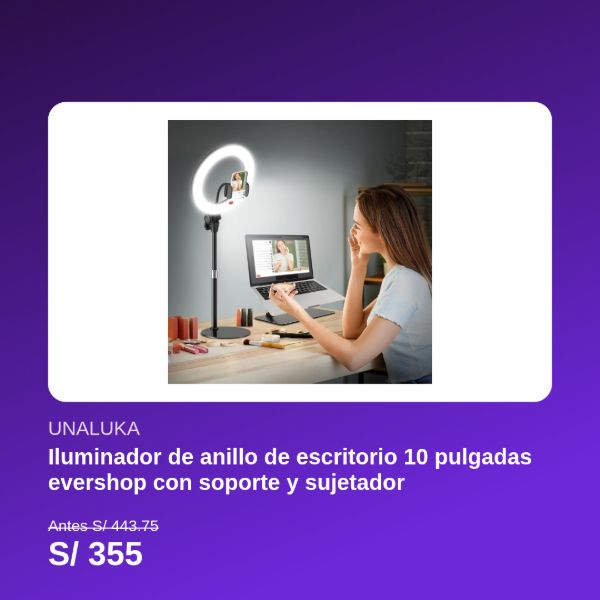 UNALUKA
Iluminador de anillo de escritorio 10 pulgadas
evershop con soporte y sujetador
Antes S/ 443.75
S/ 355